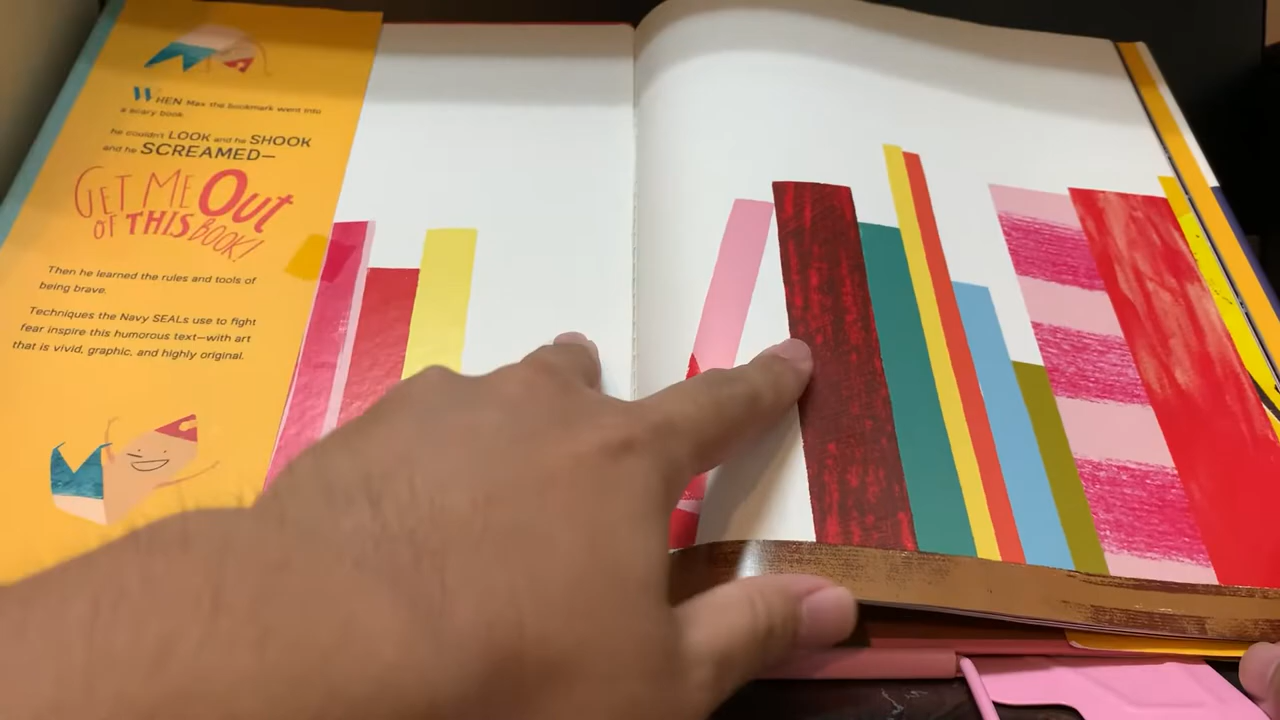 WHEN Max the bookmark went into
a scary book,
he couldn't LOOK and he SHOOK
and he SCREAMED—
GET ME Out
OF THIS BOOK!
Then he learned the rules and tools of
being brave.
Techniques the Navy SEALs use to fight
fear inspire this humorous text—with art
that is vivid, graphic, and highly original.